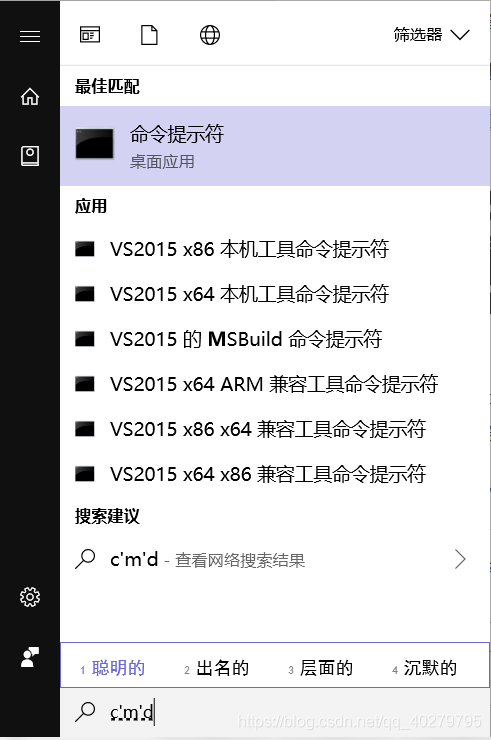 筛选器
最佳匹配
命令提示符
桌面应用
应用
VS2015 x86 本机工具命令提示符
VS2015 x64 本机工具命令提示符
VS2015 的 MSBuild 命令提示符
VS2015 x64 ARM 兼容工具命令提示符
VS2015 x86 x64 兼容工具命令提示符
VS2015 x64 x86 兼容工具命令提示符
搜索建议
c'm'd - 查看网络搜索结果
1 聪明的 2 出名的 3 层面的 4 沉默的
c'm'd
https://blog.csdn.net/qq_40279795